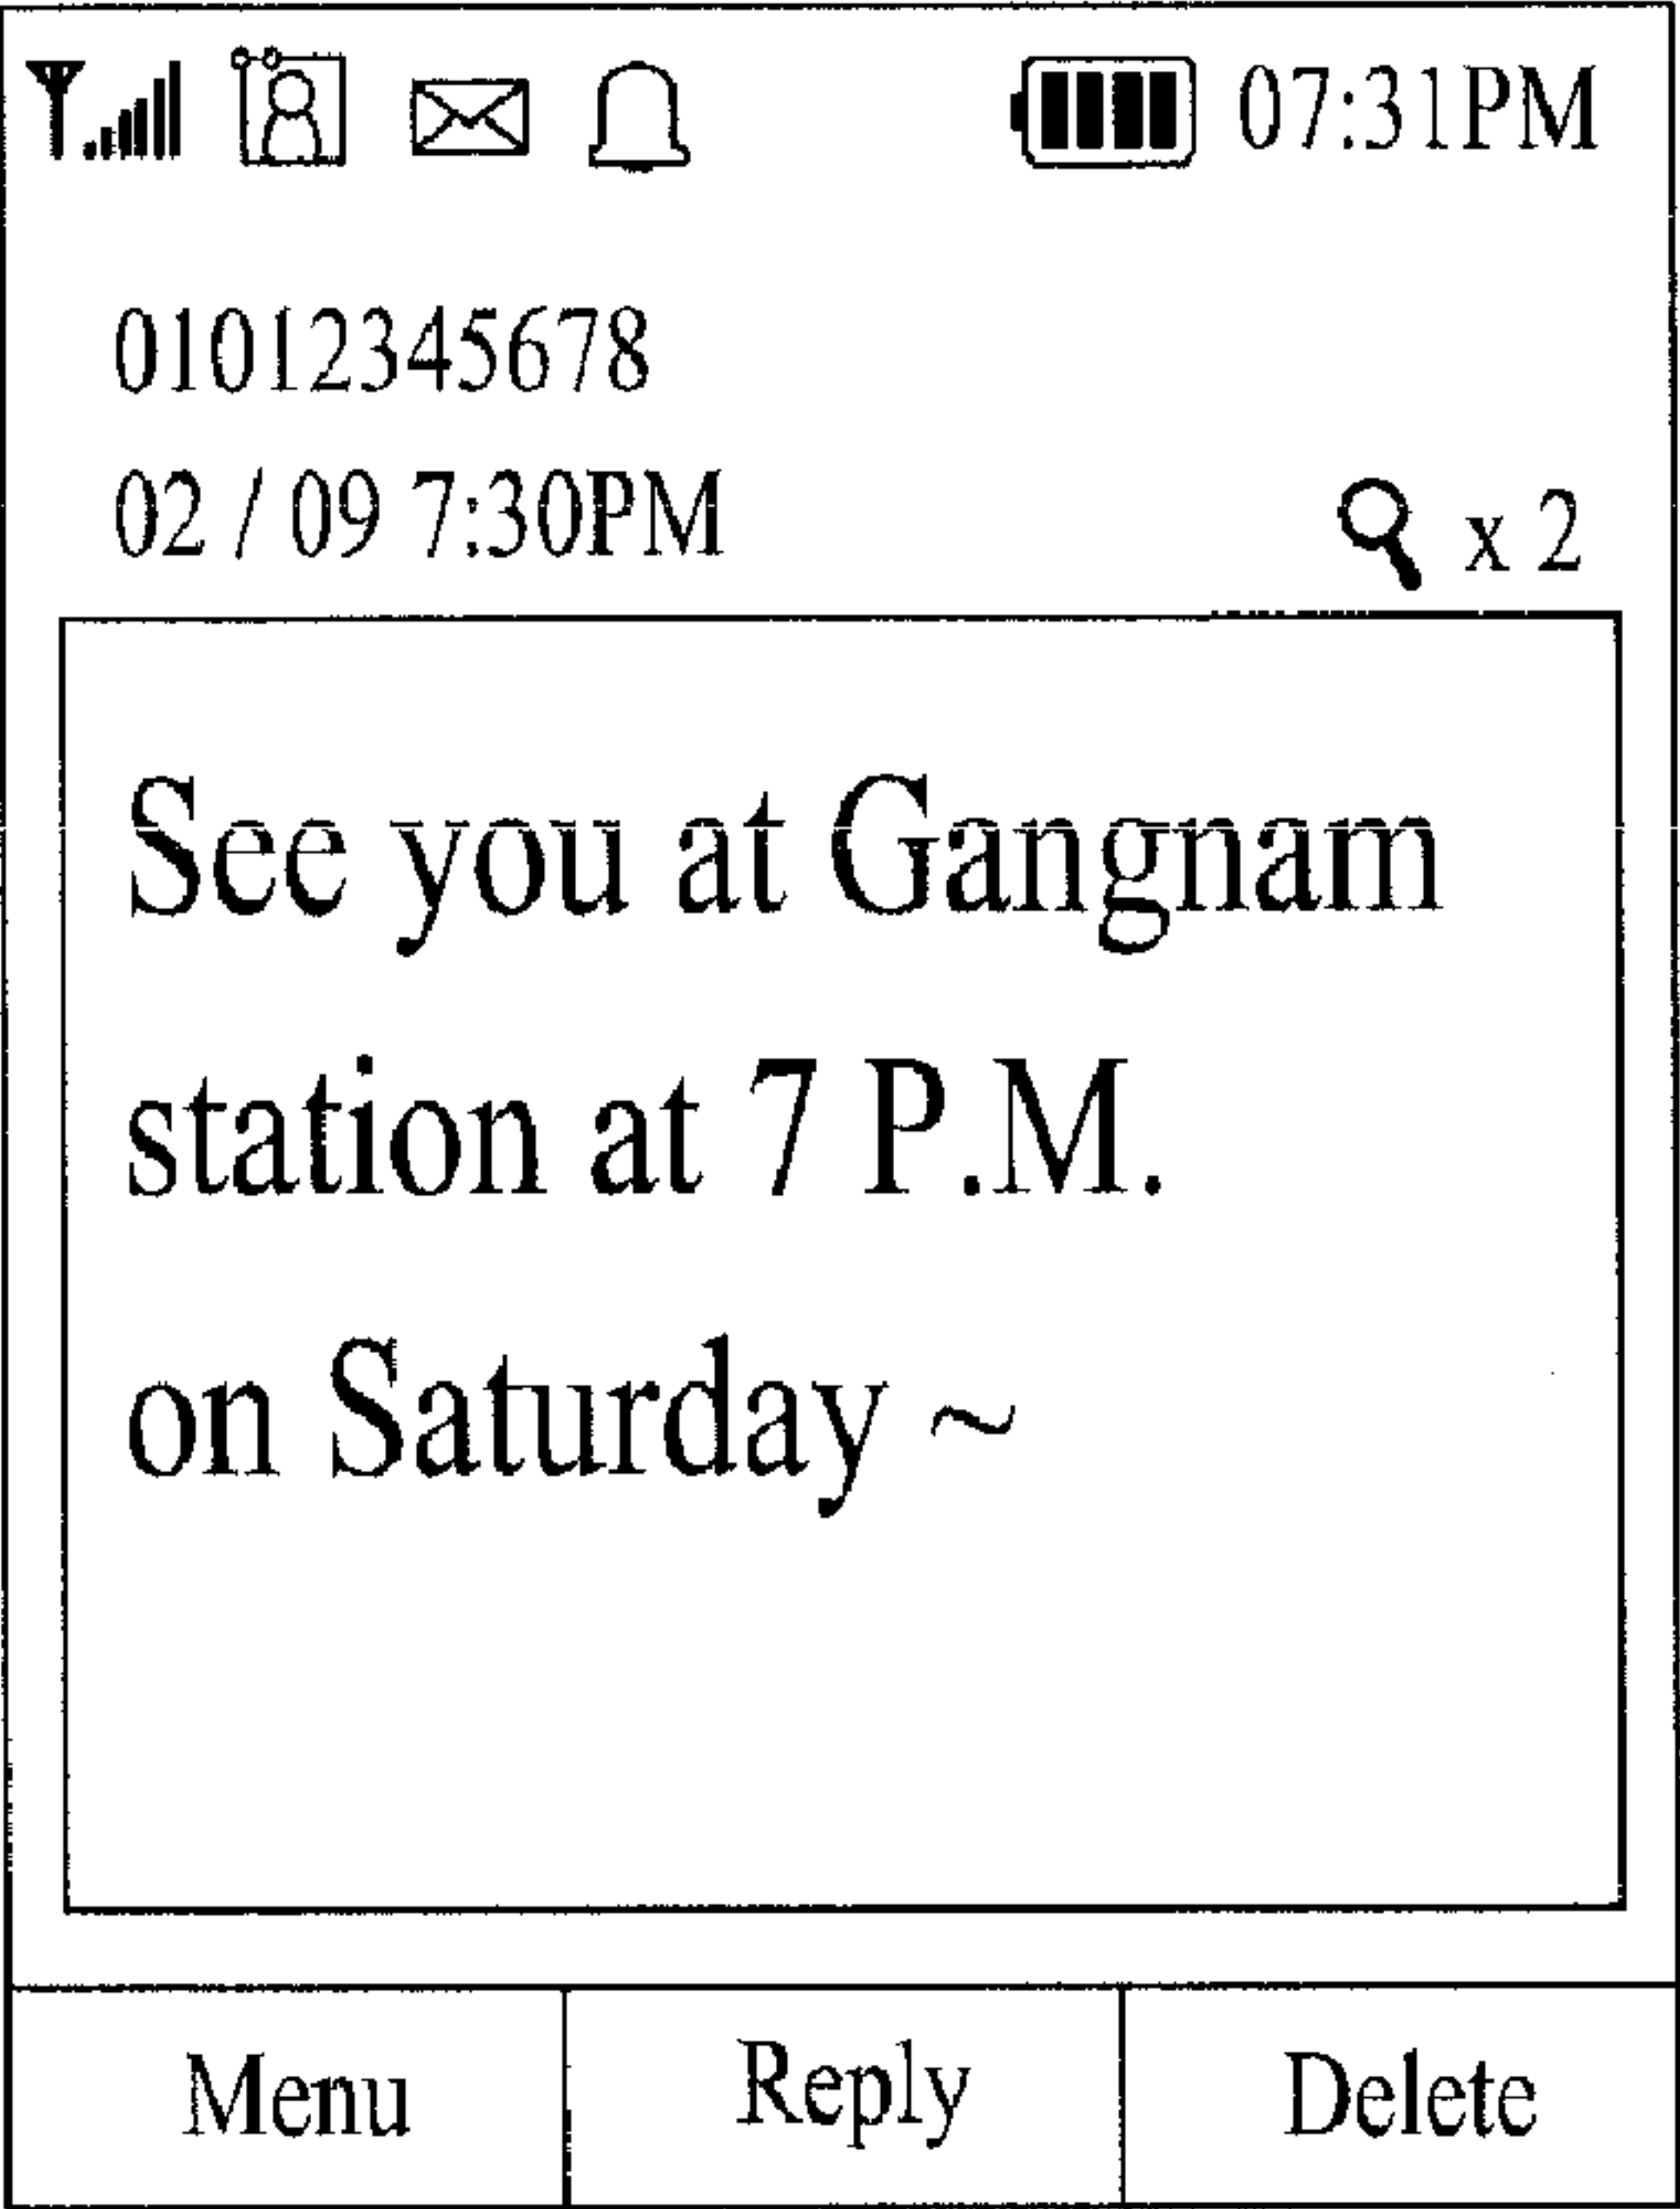 07:31PM
01012345678
02 / 09 7:30PM
x 2
See you at Gangnam
station at 7 P.M.
on Saturday ~
Menu
Reply
Delete